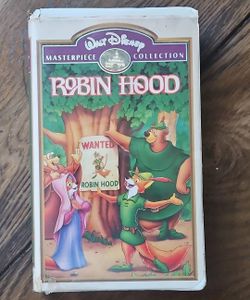 Walt Disney
MASTERPIECE COLLECTION
ROBIN HOOD
WANTED
ROBIN HOOD